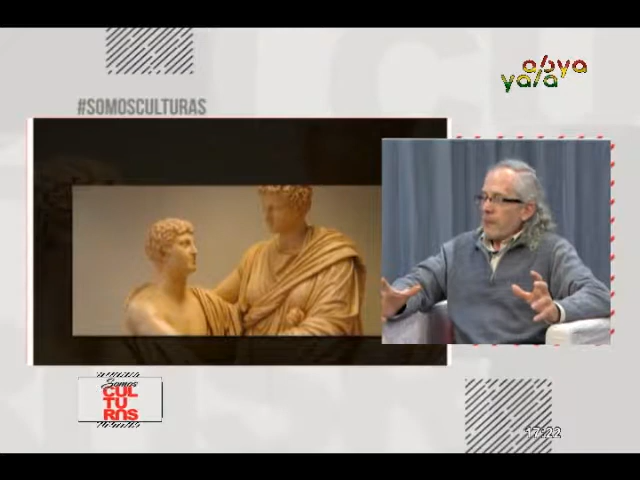 abya
yala
#SOMOSCULTURAS
Somos
CUL
TU
RAS
17:22